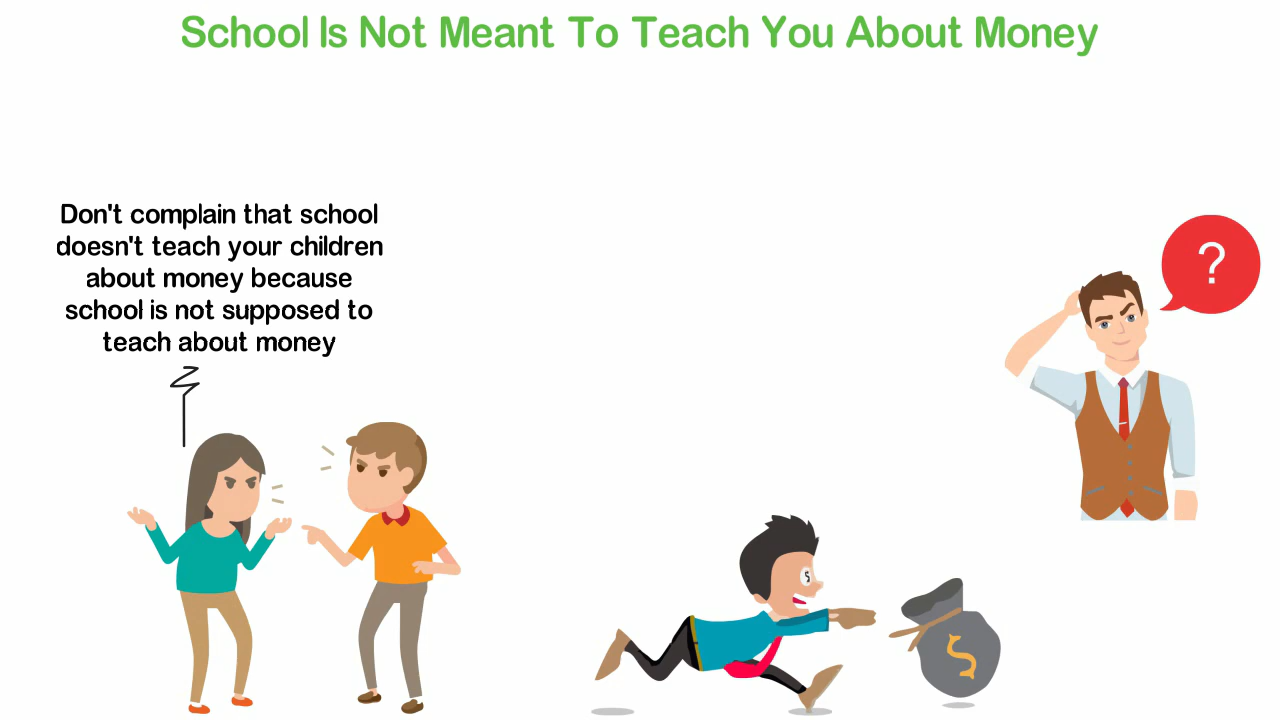 School Is Not Meant To Teach You About Money
Don't complain that school
doesn't teach your children
about money because
school is not supposed to
teach about money
?
$
$